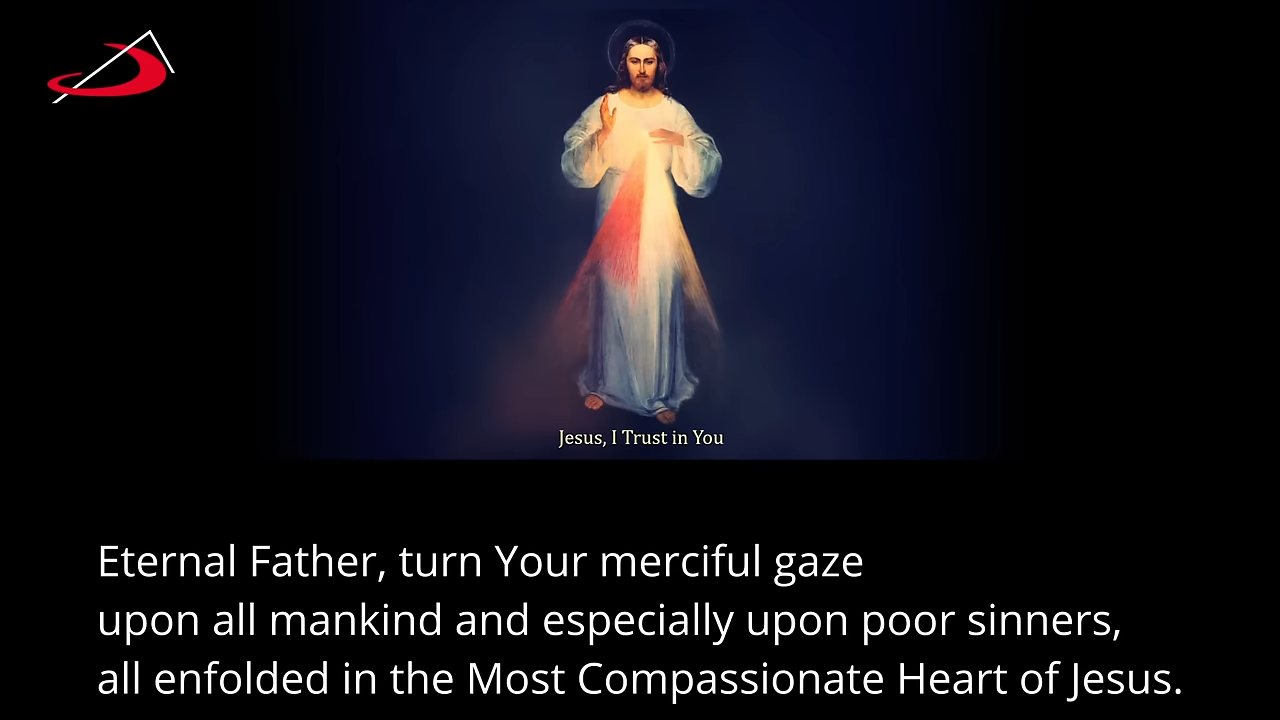 Jesus, I Trust in You
Eternal Father, turn Your merciful gaze
upon all mankind and especially upon poor sinners,
all enfolded in the Most Compassionate Heart of Jesus.